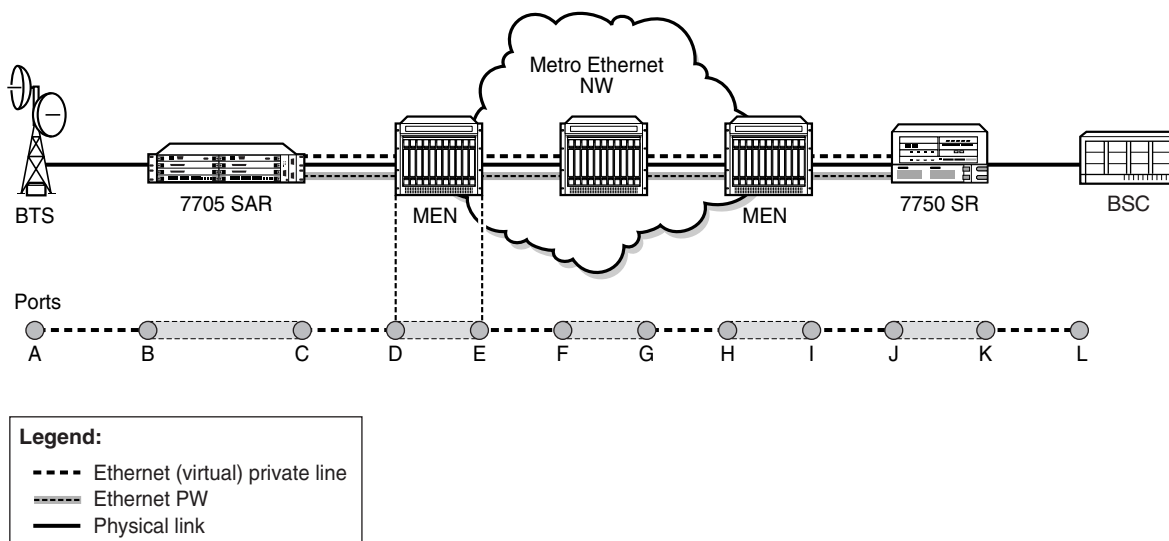 Metro Ethernet
NW
BTS
7705 SAR
MEN
MEN
7750 SR
BSC
Ports
A
B
C
D
E
F
G
H
I
J
K
L
Legend:
Ethernet (virtual) private line
Ethernet PW
Physical link